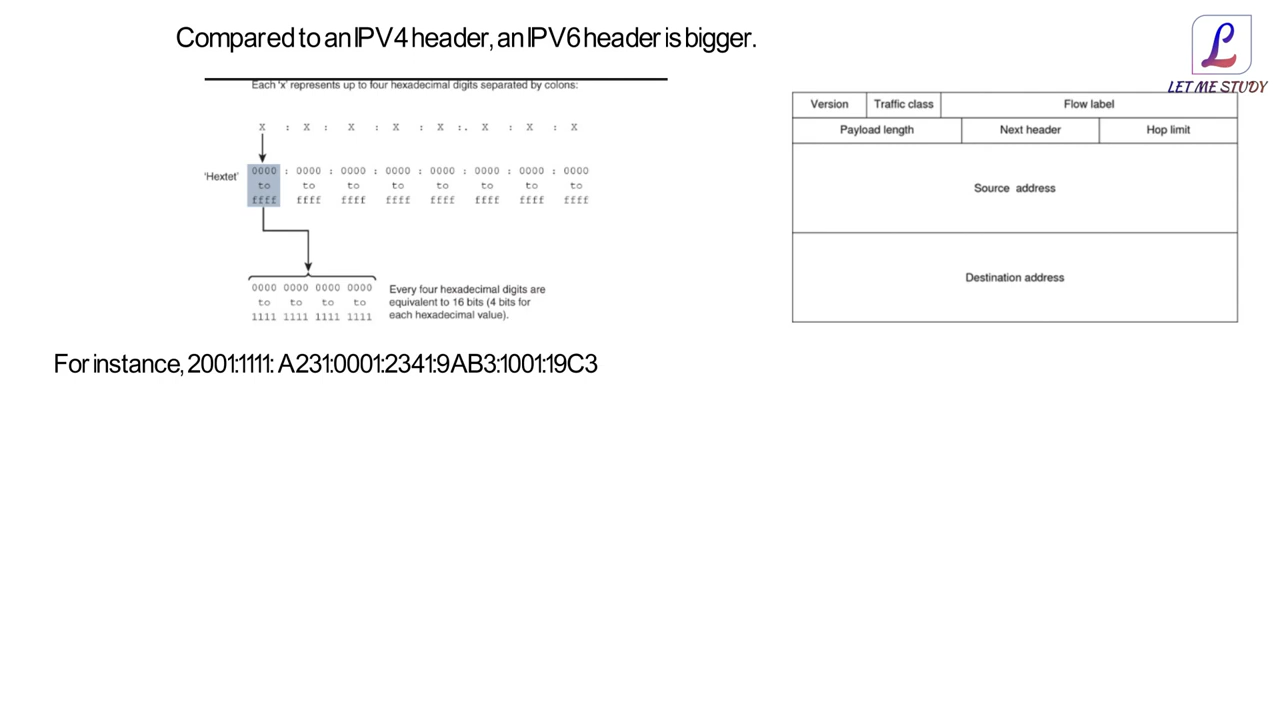 Compared to an IPV4 header, an IPV6 header is bigger.
LET ME STUDY
Each 'x' represents up to four hexadecimal digits separated by colons:
X : X : X : X : X :. X : X : X
'Hextet'
0000 : 0000 : 0000 : 0000 : 0000 : 0000 : 0000 : 0000
to to to to to to to to
ffff ffff ffff ffff ffff ffff ffff ffff
0000 0000 0000 0000
to to to to
1111 1111 1111 1111
Every four hexadecimal digits are
equivalent to 16 bits (4 bits for
each hexadecimal value).
Version Traffic class Flow label
Payload length Next header Hop limit
Source address
Destination address
For instance, 2001:1111: A231:0001:2341:9AB3:1001:19C3